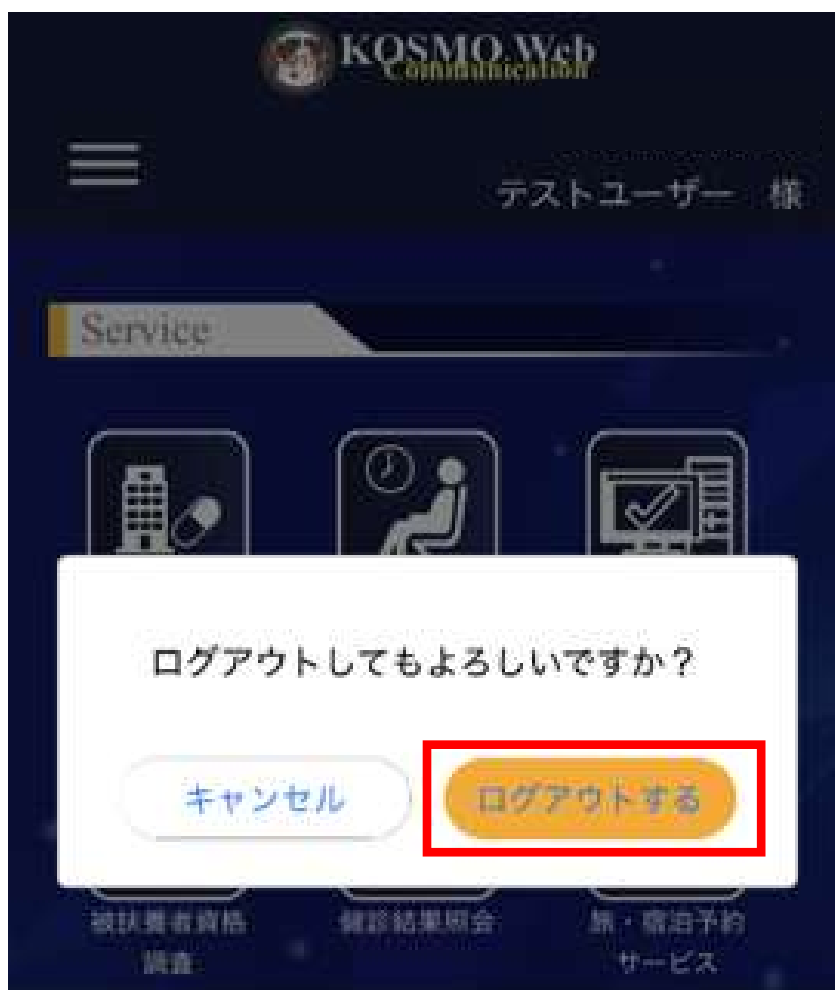 KOSMO Web
Communication
テストユーザー 様
Service
ログアウトしてもよろしいですか？
キャンセル
ログアウトする
被扶養者資格
調査
健診結果照会
旅・宿泊予約
サービス